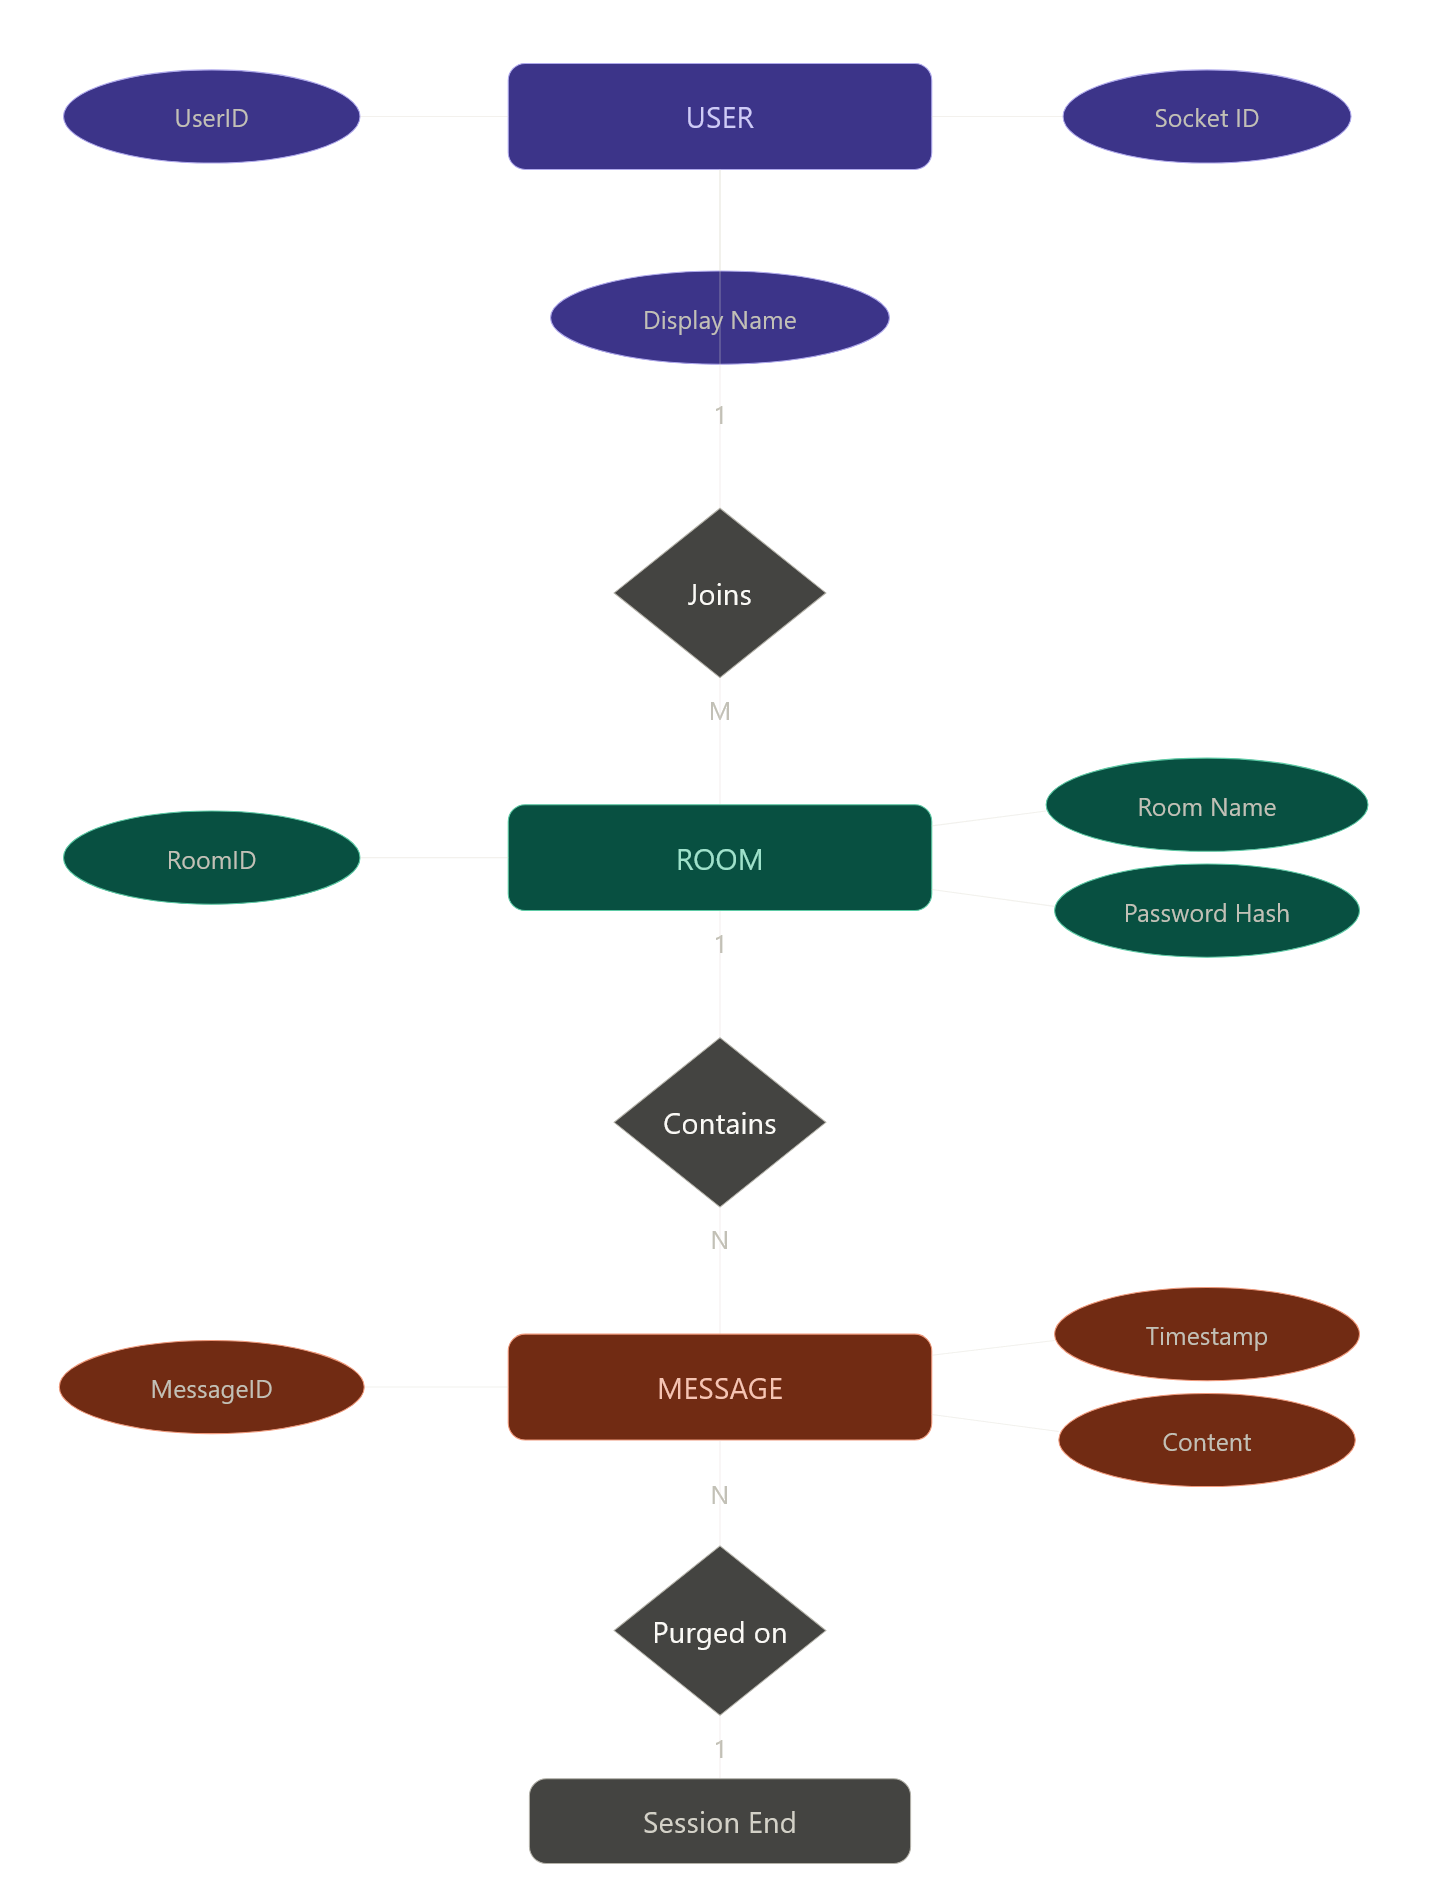 UserID
USER
Socket ID
Display Name
1
Joins
M
Room Name
RoomID
ROOM
Password Hash
1
Contains
N
Timestamp
MessageID
MESSAGE
Content
N
Purged on
1
Session End